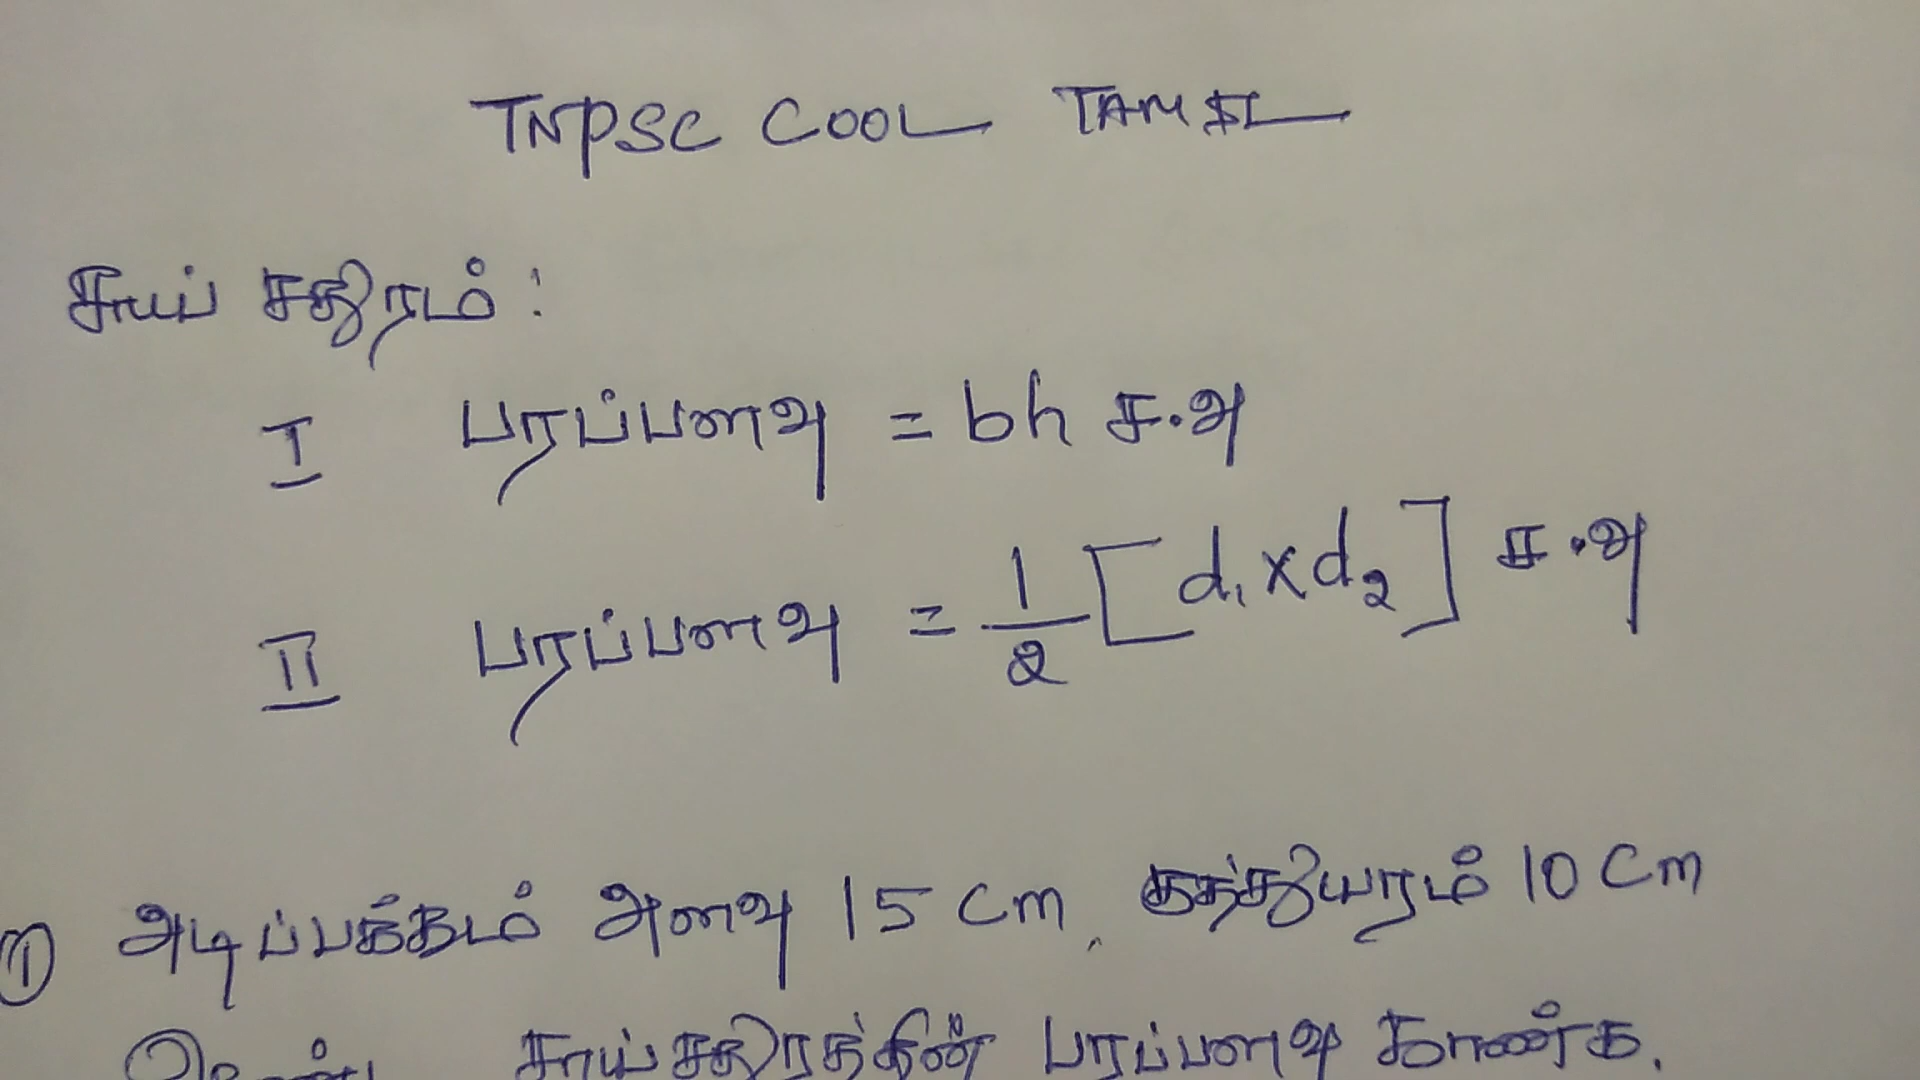 TNPSC COOL TAMIL
சாய் சதுரம் :
I பரப்பளவு = bh ச.அ
II பரப்பளவு = 1/2 [d₁ x d₂] ச.அ
① அடிப்பக்கம் அளவு 15 cm, குத்துயரம் 10 cm
கொண்ட சாய்சதுரத்தின் பரப்பளவு காண்க.